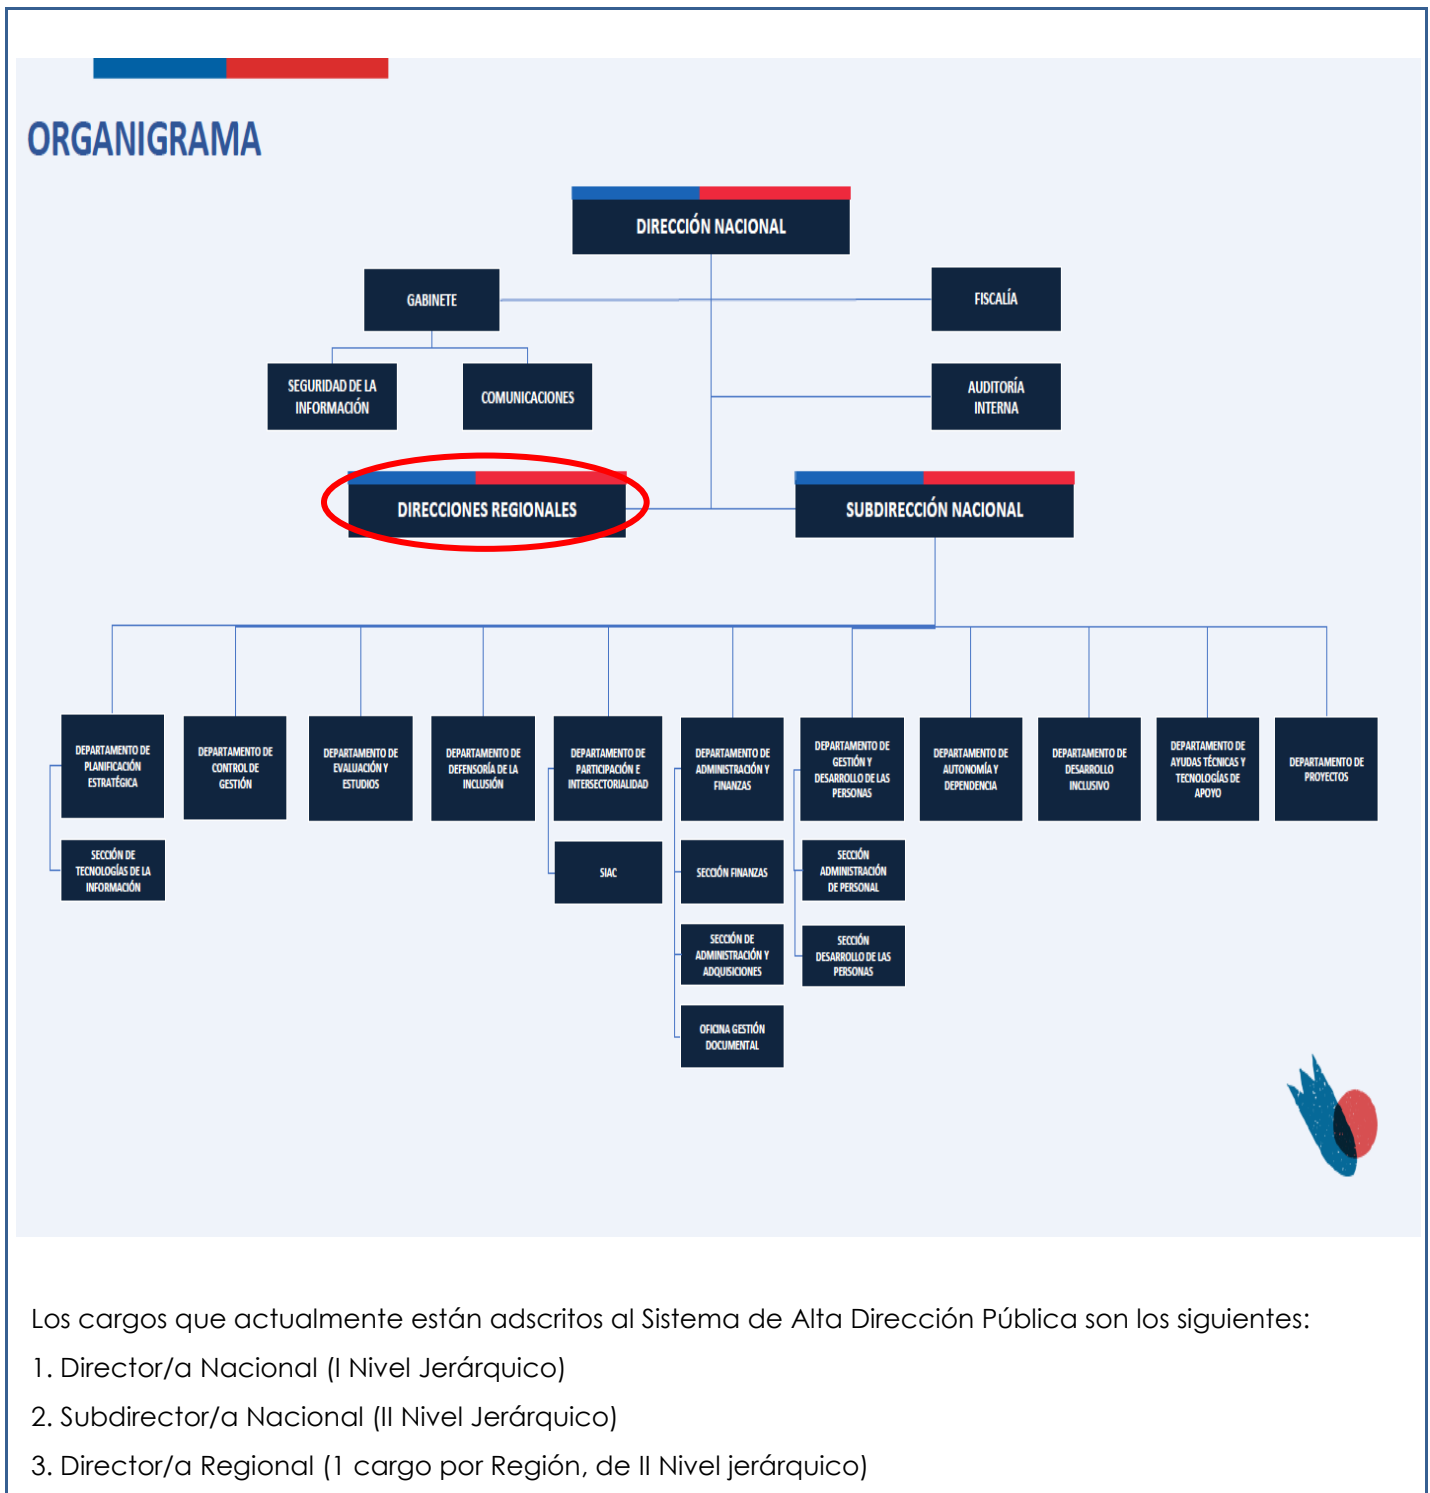 ORGANIGRAMA
DIRECCIÓN NACIONAL
GABINETE
FISCALÍA
SEGURIDAD DE LA
INFORMACIÓN
COMUNICACIONES
AUDITORÍA
INTERNA
DIRECCIONES REGIONALES
SUBDIRECCIÓN NACIONAL
DEPARTAMENTO DE
PLANIFICACIÓN
ESTRATÉGICA
DEPARTAMENTO DE
CONTROL DE
GESTIÓN
DEPARTAMENTO DE
EVALUACIÓN Y
ESTUDIOS
DEPARTAMENTO DE
DEFENSORÍA DE LA
INCLUSIÓN
DEPARTAMENTO DE
PARTICIPACIÓN E
INTERSECTORIALIDAD
DEPARTAMENTO DE
ADMINISTRACIÓN Y
FINANZAS
DEPARTAMENTO DE
GESTIÓN Y
DESARROLLO DE LAS
PERSONAS
DEPARTAMENTO DE
AUTONOMÍA Y
DEPENDENCIA
DEPARTAMENTO DE
DESARROLLO
INCLUSIVO
DEPARTAMENTO DE
AYUDAS TÉCNICAS Y
TECNOLOGÍAS DE
APOYO
DEPARTAMENTO DE
PROYECTOS
SECCIÓN DE
TECNOLOGÍAS DE LA
INFORMACIÓN
SIAC
SECCIÓN FINANZAS
SECCIÓN
ADMINISTRACIÓN
DE PERSONAL
SECCIÓN DE
ADMINISTRACIÓN Y
ADQUISICIONES
SECCIÓN
DESARROLLO DE LAS
PERSONAS
OFICINA GESTIÓN
DOCUMENTAL
Los cargos que actualmente están adscritos al Sistema de Alta Dirección Pública son los siguientes:
1. Director/a Nacional (I Nivel Jerárquico)
2. Subdirector/a Nacional (II Nivel Jerárquico)
3. Director/a Regional (1 cargo por Región, de II Nivel jerárquico)